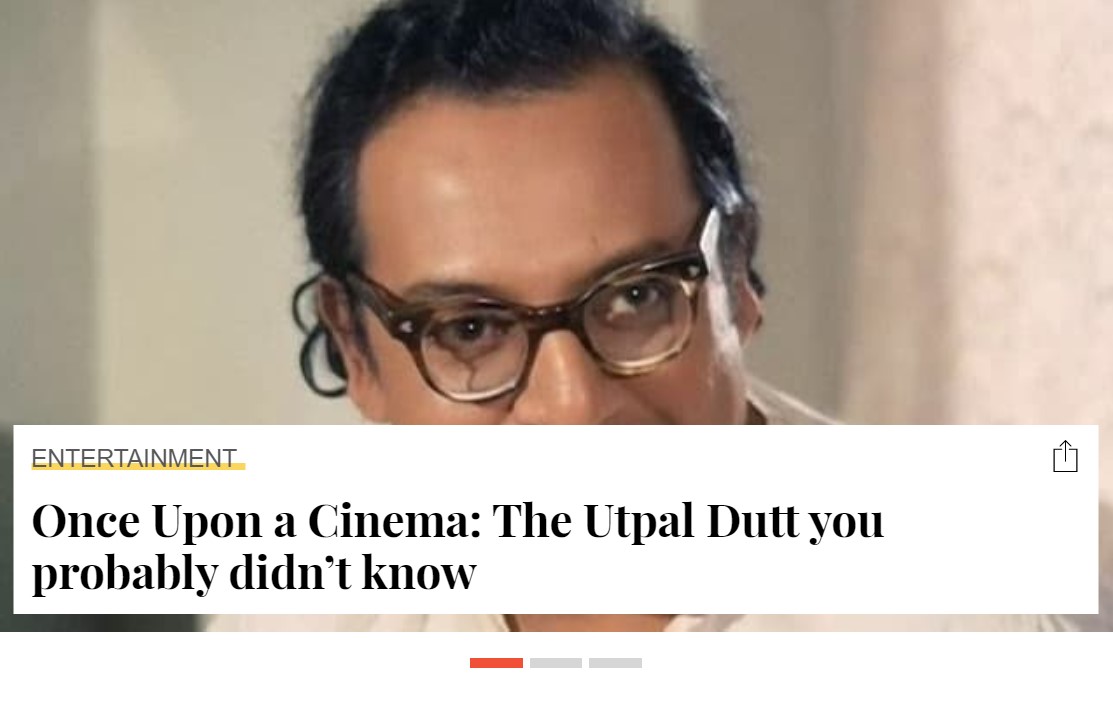 ENTERTAINMENT
Once Upon a Cinema: The Utpal Dutt you
probably didn’t know